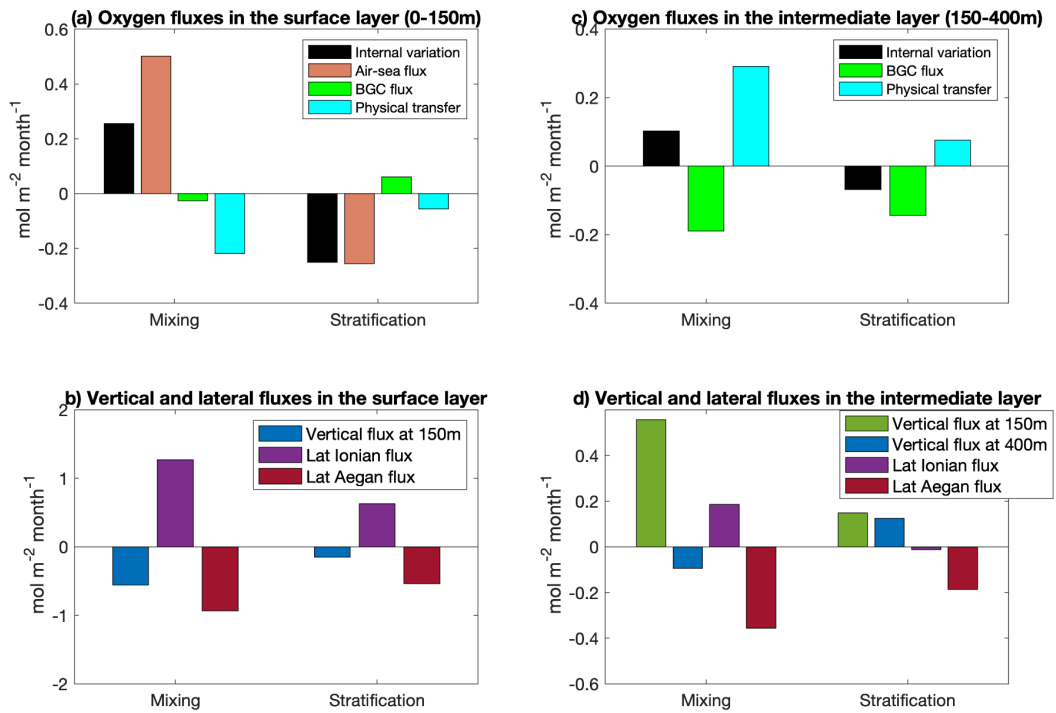 (a) Oxygen fluxes in the surface layer (0-150m)
0.6
0.4
0.2
0
-0.2
-0.4
mol m⁻² month⁻¹
Internal variation
Air-sea flux
BGC flux
Physical transfer
Mixing
Stratification
c) Oxygen fluxes in the intermediate layer (150-400m)
0.4
0.2
0
-0.2
-0.4
mol m⁻² month⁻¹
Internal variation
BGC flux
Physical transfer
Mixing
Stratification
b) Vertical and lateral fluxes in the surface layer
2
1
0
-1
-2
mol m⁻² month⁻¹
Vertical flux at 150m
Lat Ionian flux
Lat Aegan flux
Mixing
Stratification
d) Vertical and lateral fluxes in the intermediate layer
0.4
0.2
0
-0.2
-0.4
-0.6
mol m⁻² month⁻¹
Vertical flux at 150m
Vertical flux at 400m
Lat Ionian flux
Lat Aegan flux
Mixing
Stratification